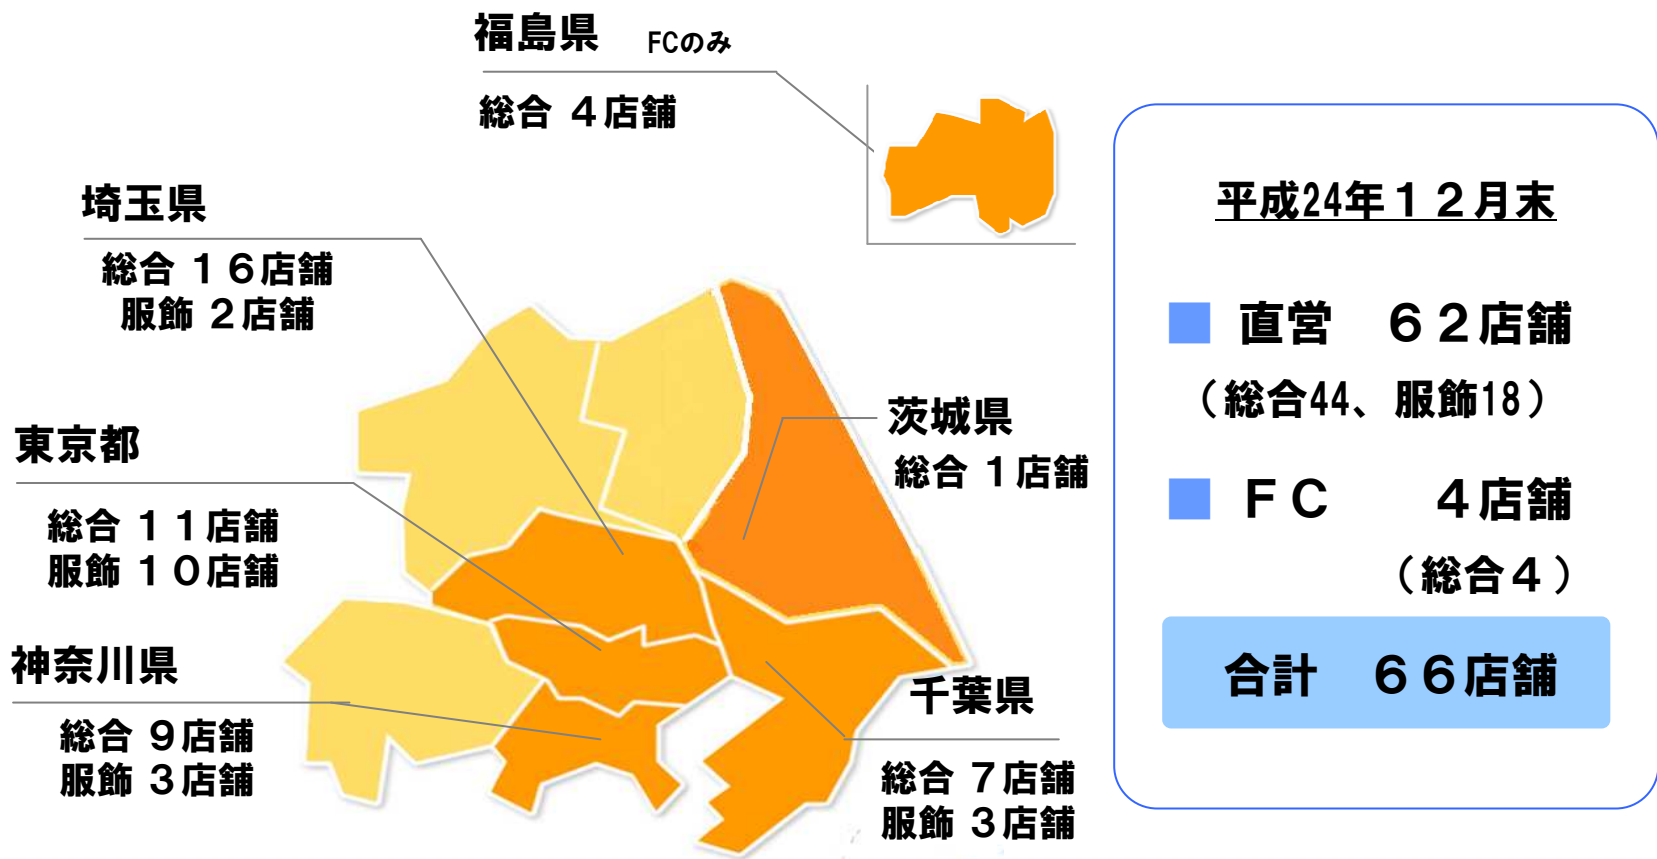 福島県 FCのみ
総合 4店舗
埼玉県
総合 16店舗
服飾 2店舗
東京都
総合 11店舗
服飾 10店舗
神奈川県
総合 9店舗
服飾 3店舗
茨城県
総合 1店舗
千葉県
総合 7店舗
服飾 3店舗
平成24年12月末
■ 直営 62店舗
（総合44、服飾18）
■ FC 4店舗
（総合4）
合計 66店舗